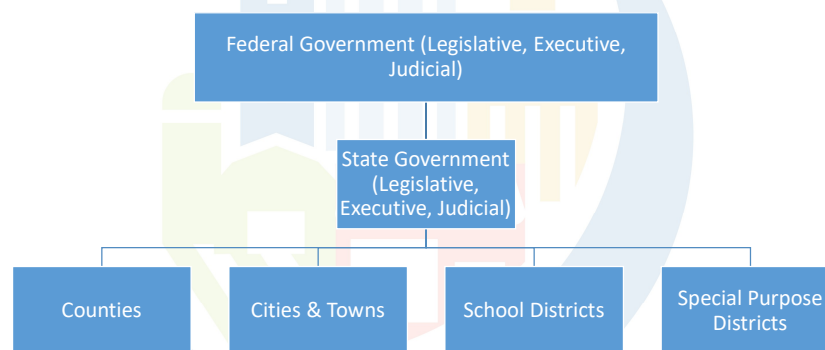 Federal Government (Legislative, Executive,
Judicial)
State Government
(Legislative,
Executive, Judicial)
Counties
Cities & Towns
School Districts
Special Purpose
Districts